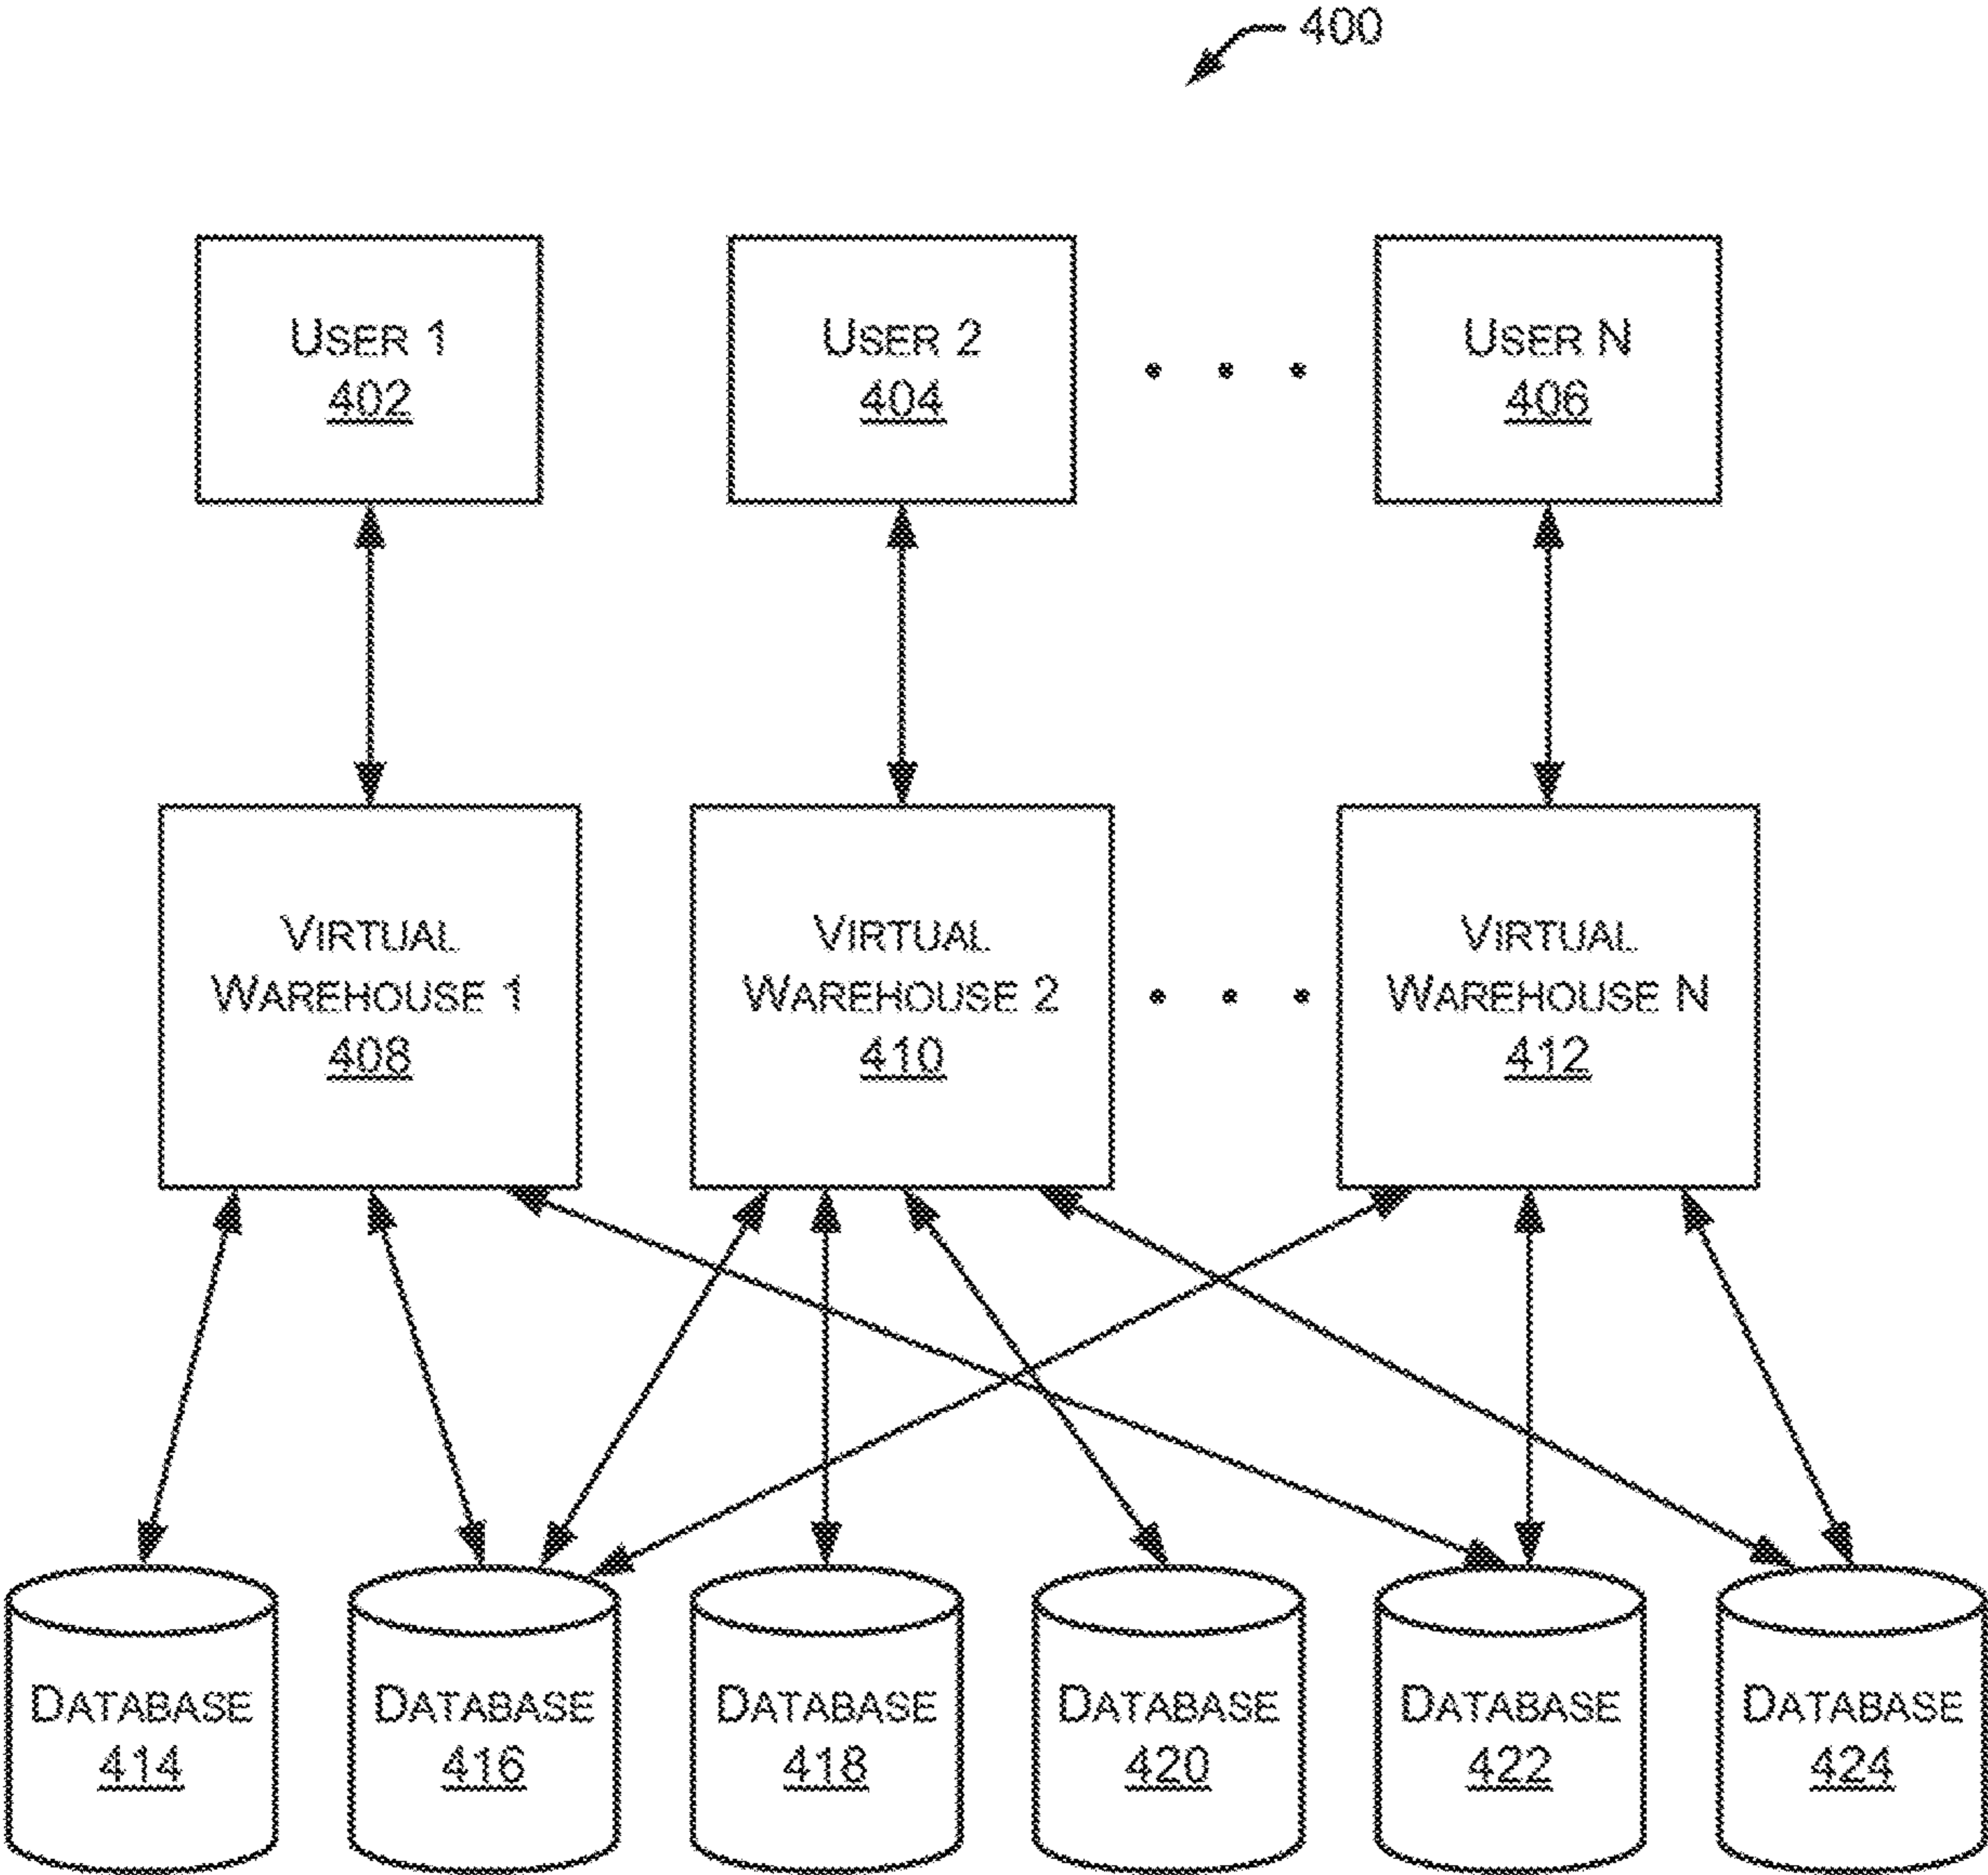 400
USER 1
402
USER 2
404
USER N
406
VIRTUAL
WAREHOUSE 1
408
VIRTUAL
WAREHOUSE 2
410
VIRTUAL
WAREHOUSE N
412
DATABASE
414
DATABASE
416
DATABASE
418
DATABASE
420
DATABASE
422
DATABASE
424